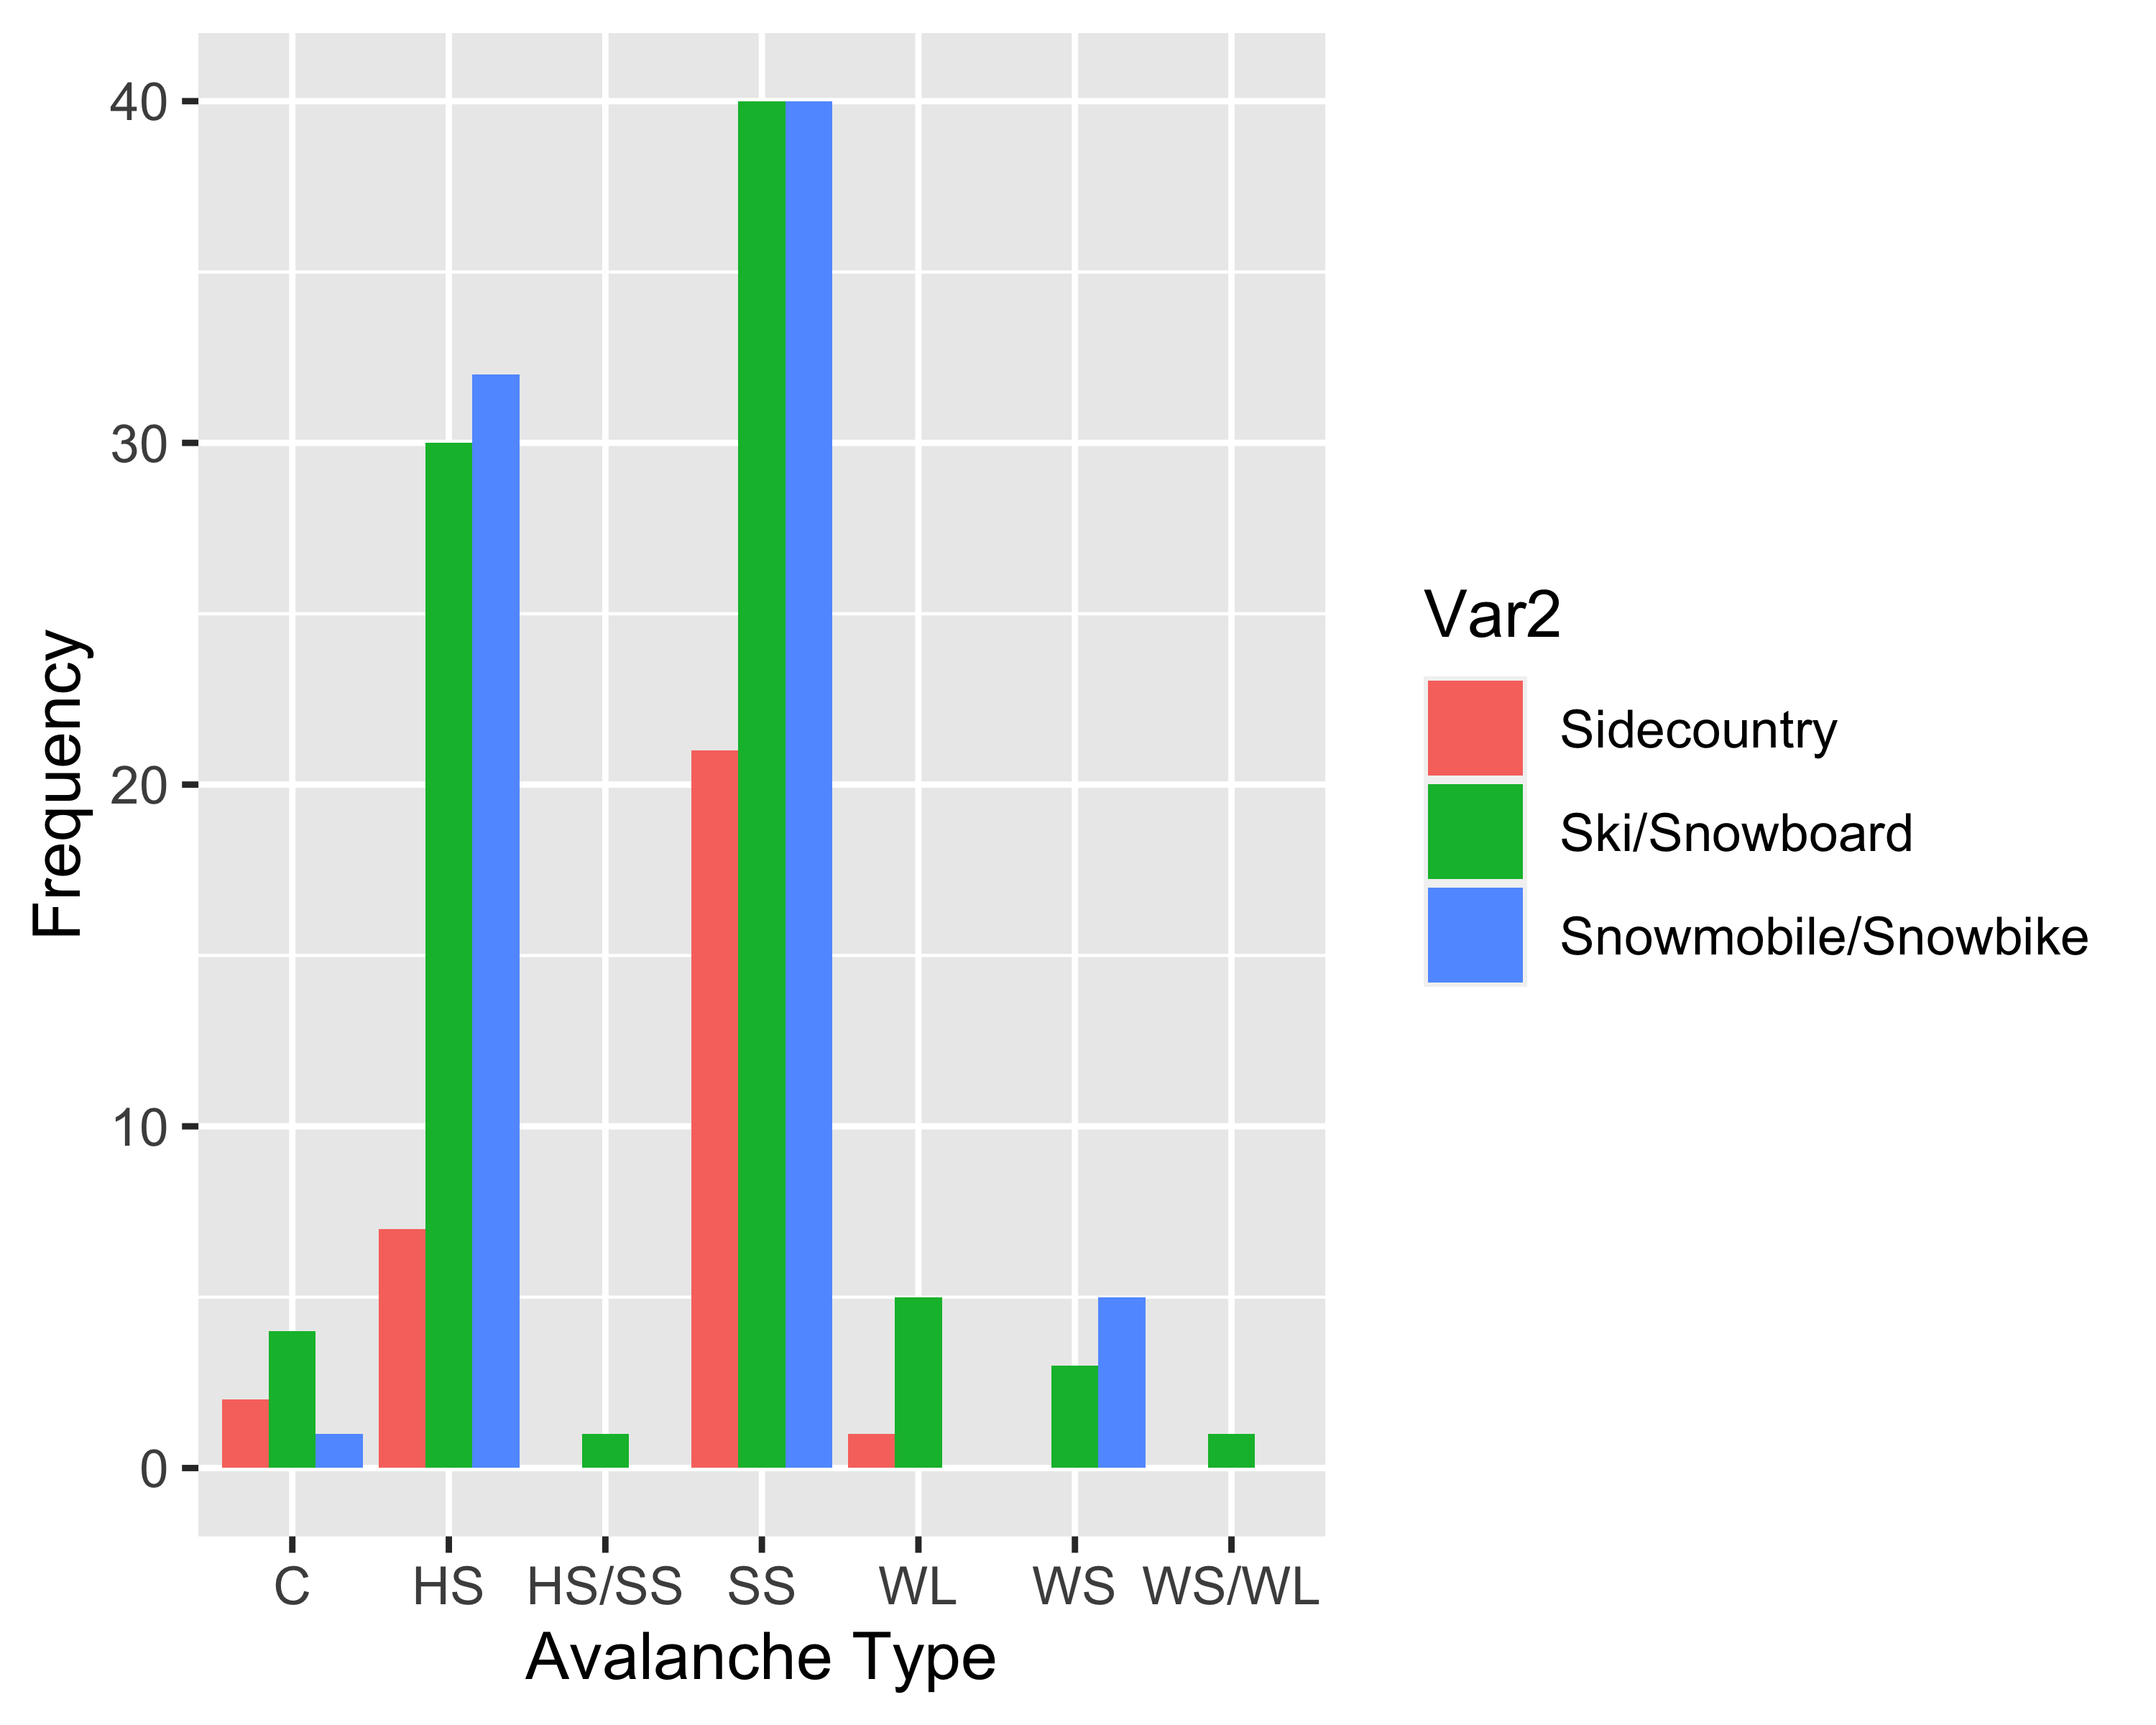 Frequency
40
30
20
10
0
C HS HS/SS SS WL WS WS/WL
Avalanche Type
Var2
Sidecountry
Ski/Snowboard
Snowmobile/Snowbike